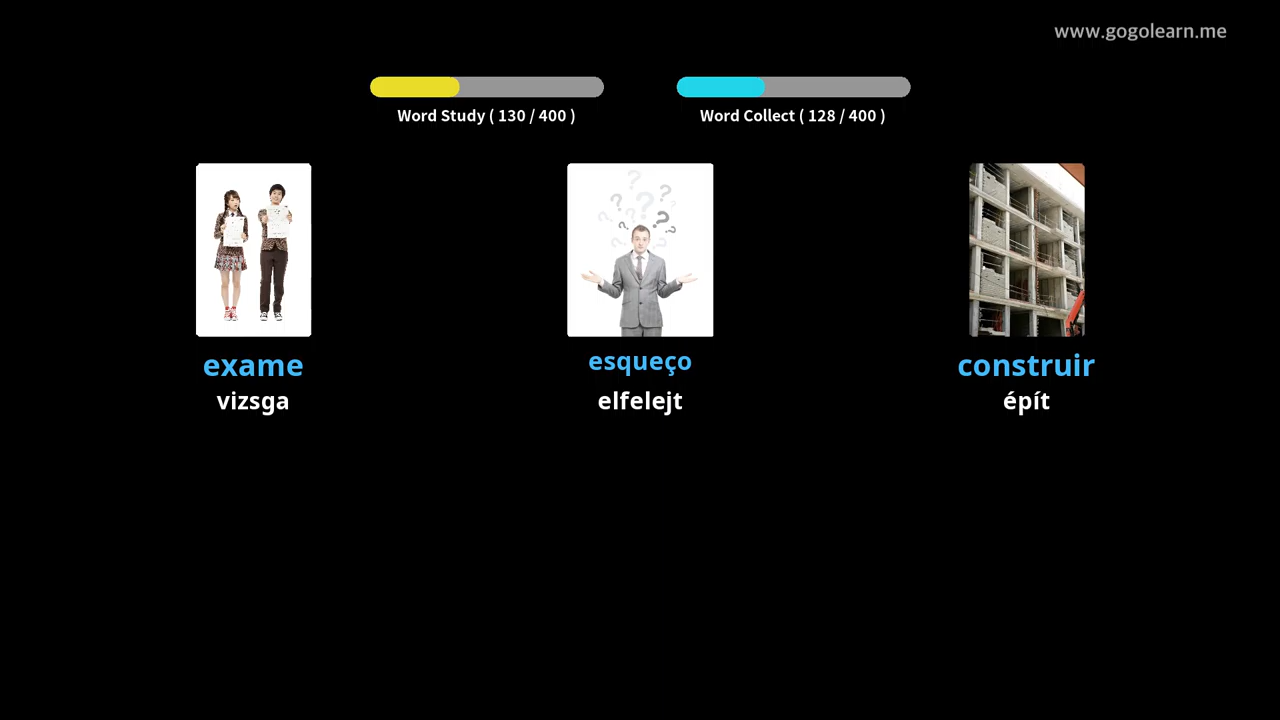 www.gogolearn.me
Word Study ( 130 / 400 )
Word Collect ( 128 / 400 )
exame
vizsga
esqueço
elfelejt
construir
épít